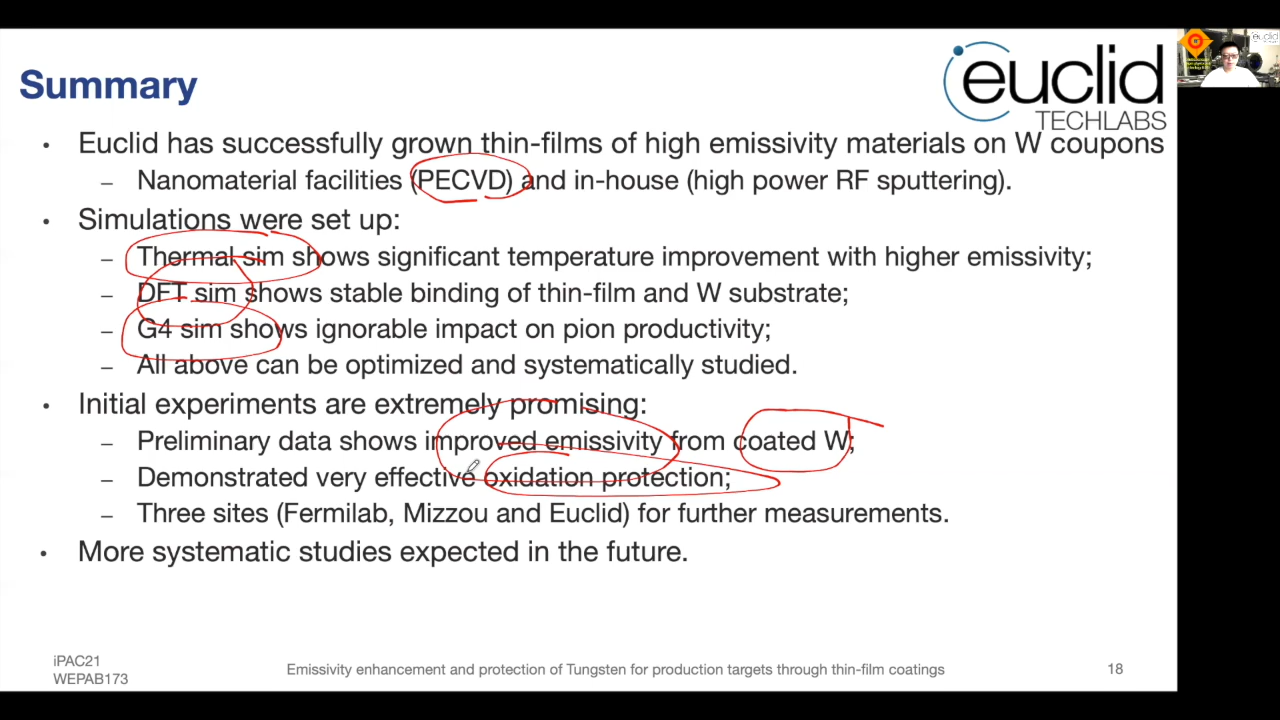 Summary
euclid
TECHLABS
• Euclid has successfully grown thin-films of high emissivity materials on W coupons
– Nanomaterial facilities (PECVD) and in-house (high power RF sputtering).
• Simulations were set up:
– Thermal sim shows significant temperature improvement with higher emissivity;
– DFT sim shows stable binding of thin-film and W substrate;
– G4 sim shows ignorable impact on pion productivity;
– All above can be optimized and systematically studied.
• Initial experiments are extremely promising:
– Preliminary data shows improved emissivity from coated W;
– Demonstrated very effective oxidation protection;
– Three sites (Fermilab, Mizzou and Euclid) for further measurements.
• More systematic studies expected in the future.
iPAC21
WEPAB173
Emissivity enhancement and protection of Tungsten for production targets through thin-film coatings
18